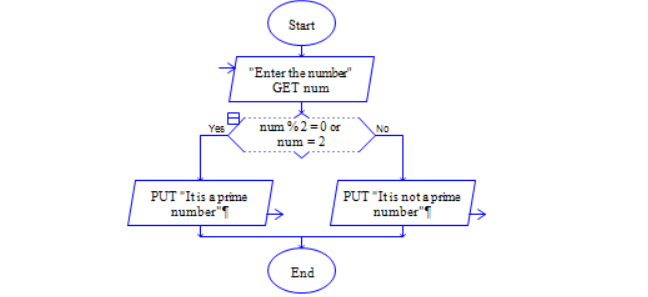 Start
"Enter the number"
GET num
Yes
num % 2 = 0 or
num = 2
No
PUT "It is a prime
number"¶
PUT "It is not a prime
number"¶
End